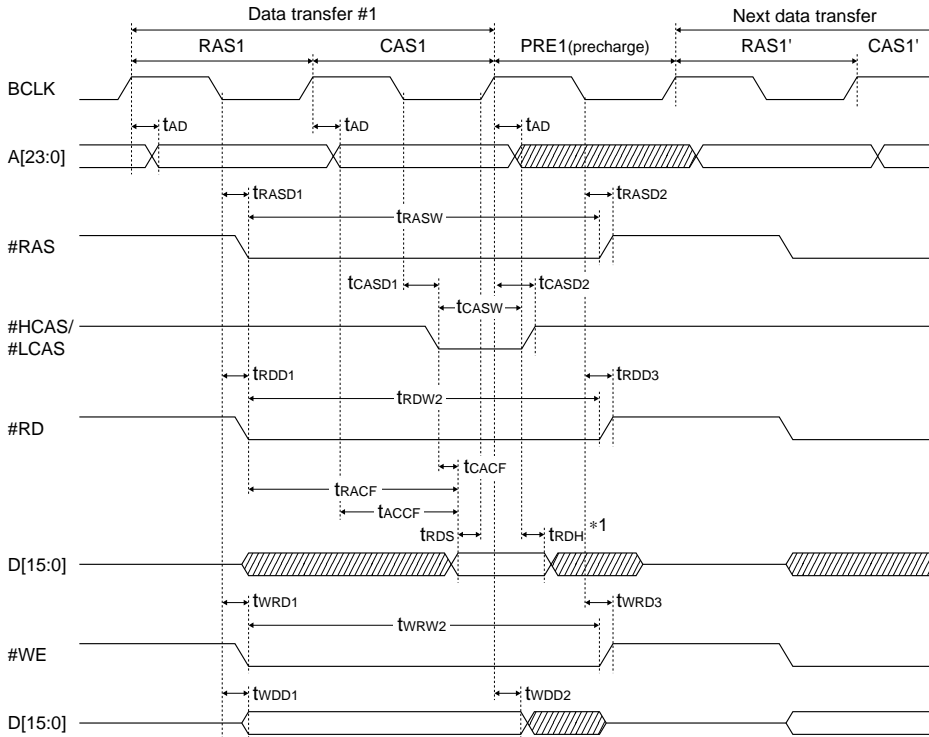 Data transfer #1 Next data transfer
RAS1 CAS1 PRE1(precharge) RAS1' CAS1'
BCLK
tAD tAD tAD
A[23:0]
tRASD1 tRASD2
tRASW
#RAS
tCASD1 tCASD2
tCASW
#HCAS/
#LCAS
tRDD1 tRDD3
tRDW2
#RD
tCACF
tRACF
tACCF
tRDS tRDH *1
D[15:0]
tWRD1 tWRD3
tWRW2
#WE
tWDD1 tWDD2
D[15:0]